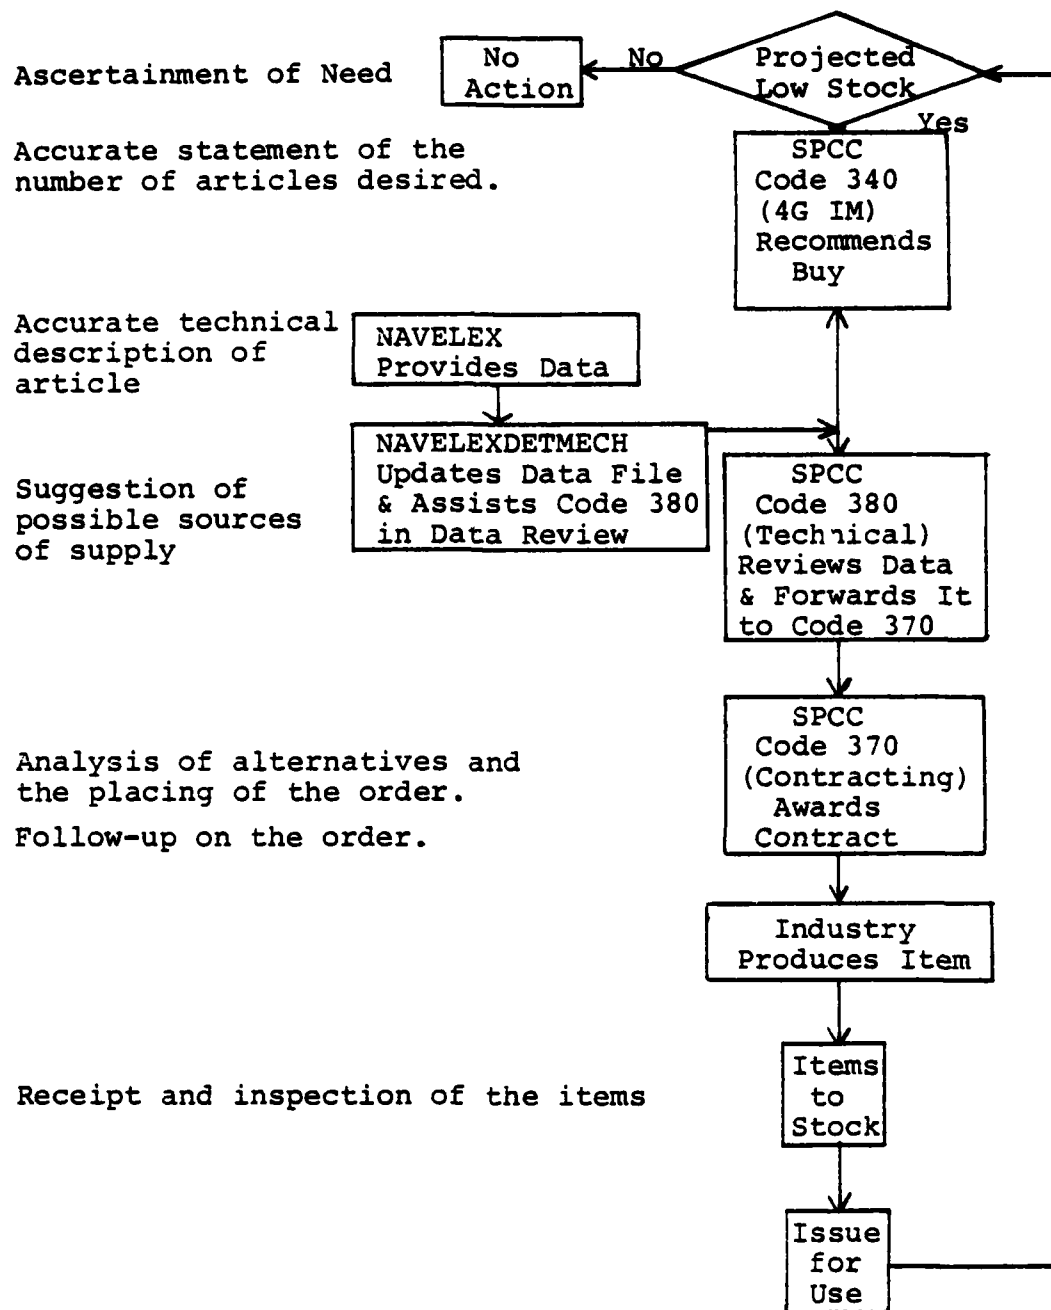 Ascertainment of Need
No
Action
No
Projected
Low Stock
Yes
Accurate statement of the
number of articles desired.
SPCC
Code 340
(4G IM)
Recommends
Buy
Accurate technical
description of
article
NAVELEX
Provides Data
NAVELEXDETMECH
Updates Data File
& Assists Code 380
in Data Review
Suggestion of
possible sources
of supply
SPCC
Code 380
(Technical)
Reviews Data
& Forwards It
to Code 370
SPCC
Code 370
(Contracting)
Awards
Contract
Analysis of alternatives and
the placing of the order.
Follow-up on the order.
Industry
Produces Item
Items
to
Stock
Receipt and inspection of the items
Issue
for
Use